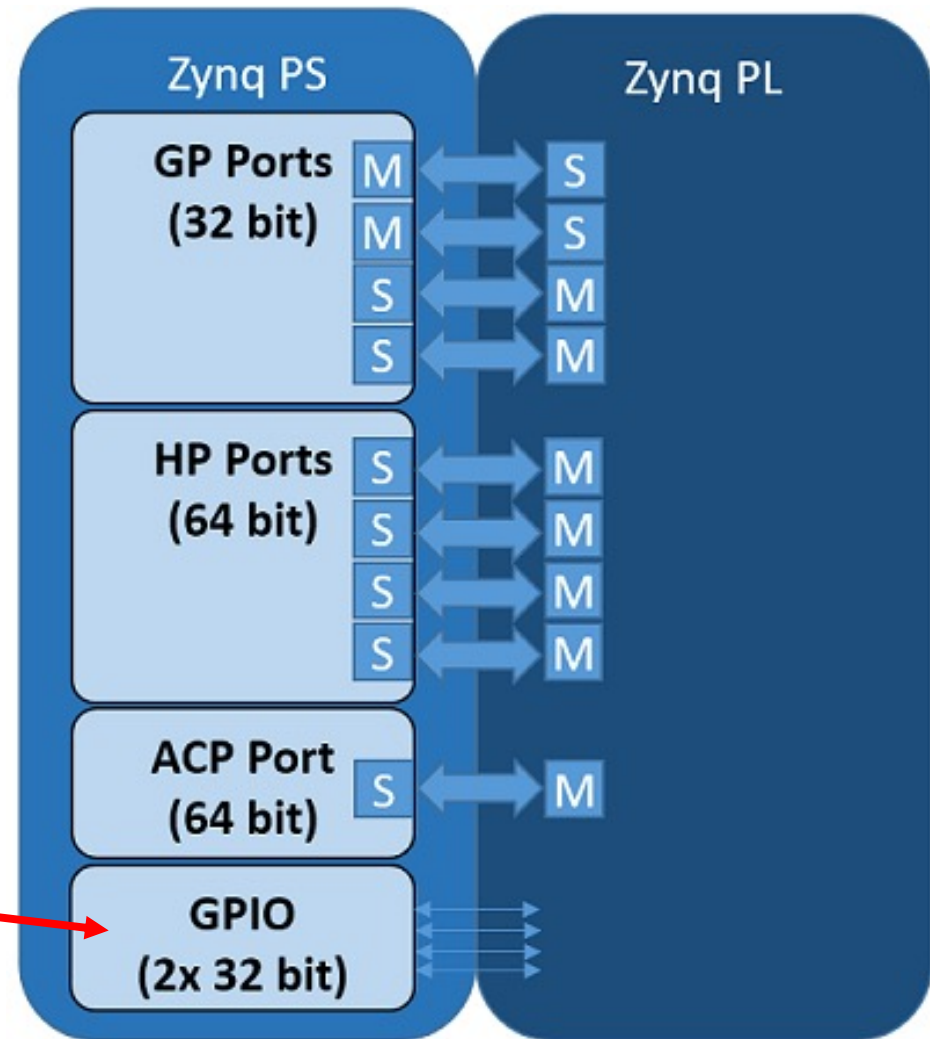 Zynq PS
Zynq PL
GP Ports
(32 bit)
M
S
M
S
S
M
S
M
HP Ports
(64 bit)
S
M
S
M
S
M
S
M
ACP Port
(64 bit)
S
M
GPIO
(2x 32 bit)